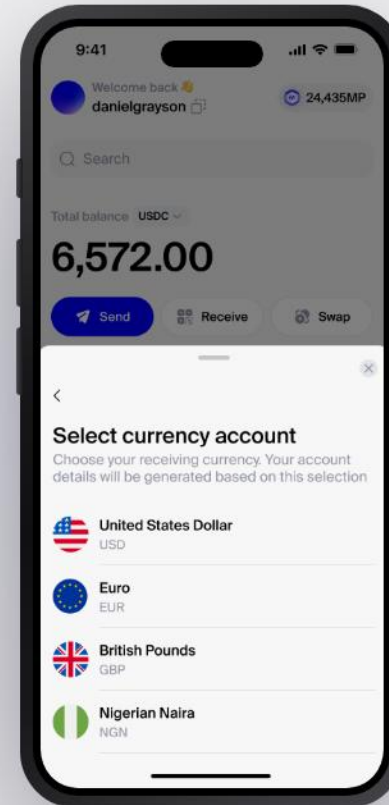 9:41
Welcome back 👋
danielgrayson
24,435MP
Search
Total balance USDC
6,572.00
Send
Receive
Swap
Select currency account
Choose your receiving currency. Your account
details will be generated based on this selection
United States Dollar
USD
Euro
EUR
British Pounds
GBP
Nigerian Naira
NGN